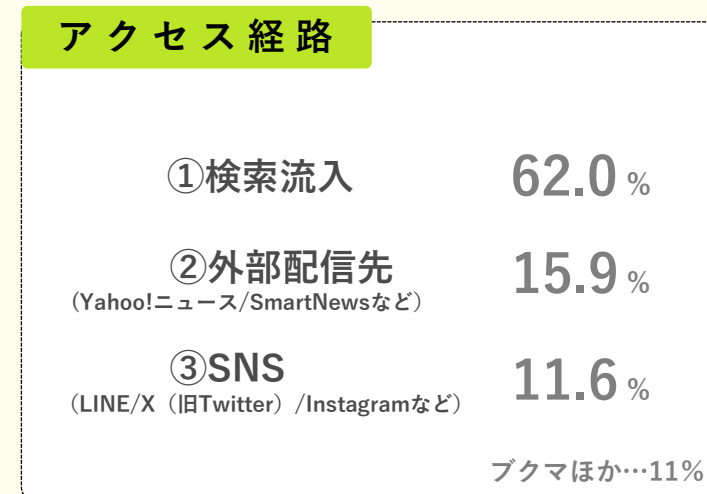 アクセス経路
①検索流入 62.0 %
②外部配信先 15.9 %
(Yahoo!ニュース/SmartNewsなど)
③SNS 11.6 %
(LINE/X（旧Twitter）/Instagramなど)
ブクマほか…11%